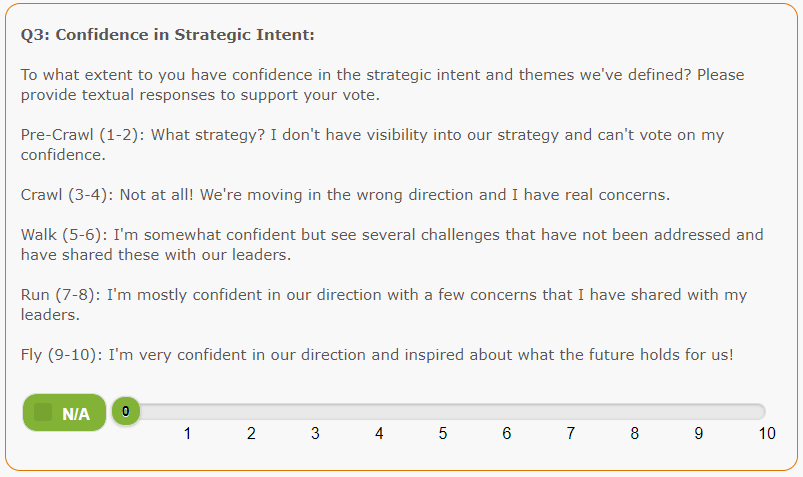 Q3: Confidence in Strategic Intent:
To what extent to you have confidence in the strategic intent and themes we've defined? Please
provide textual responses to support your vote.
Pre-Crawl (1-2): What strategy? I don't have visibility into our strategy and can't vote on my
confidence.
Crawl (3-4): Not at all! We're moving in the wrong direction and I have real concerns.
Walk (5-6): I'm somewhat confident but see several challenges that have not been addressed and
have shared these with our leaders.
Run (7-8): I'm mostly confident in our direction with a few concerns that I have shared with my
leaders.
Fly (9-10): I'm very confident in our direction and inspired about what the future holds for us!
N/A 0
1 2 3 4 5 6 7 8 9 10